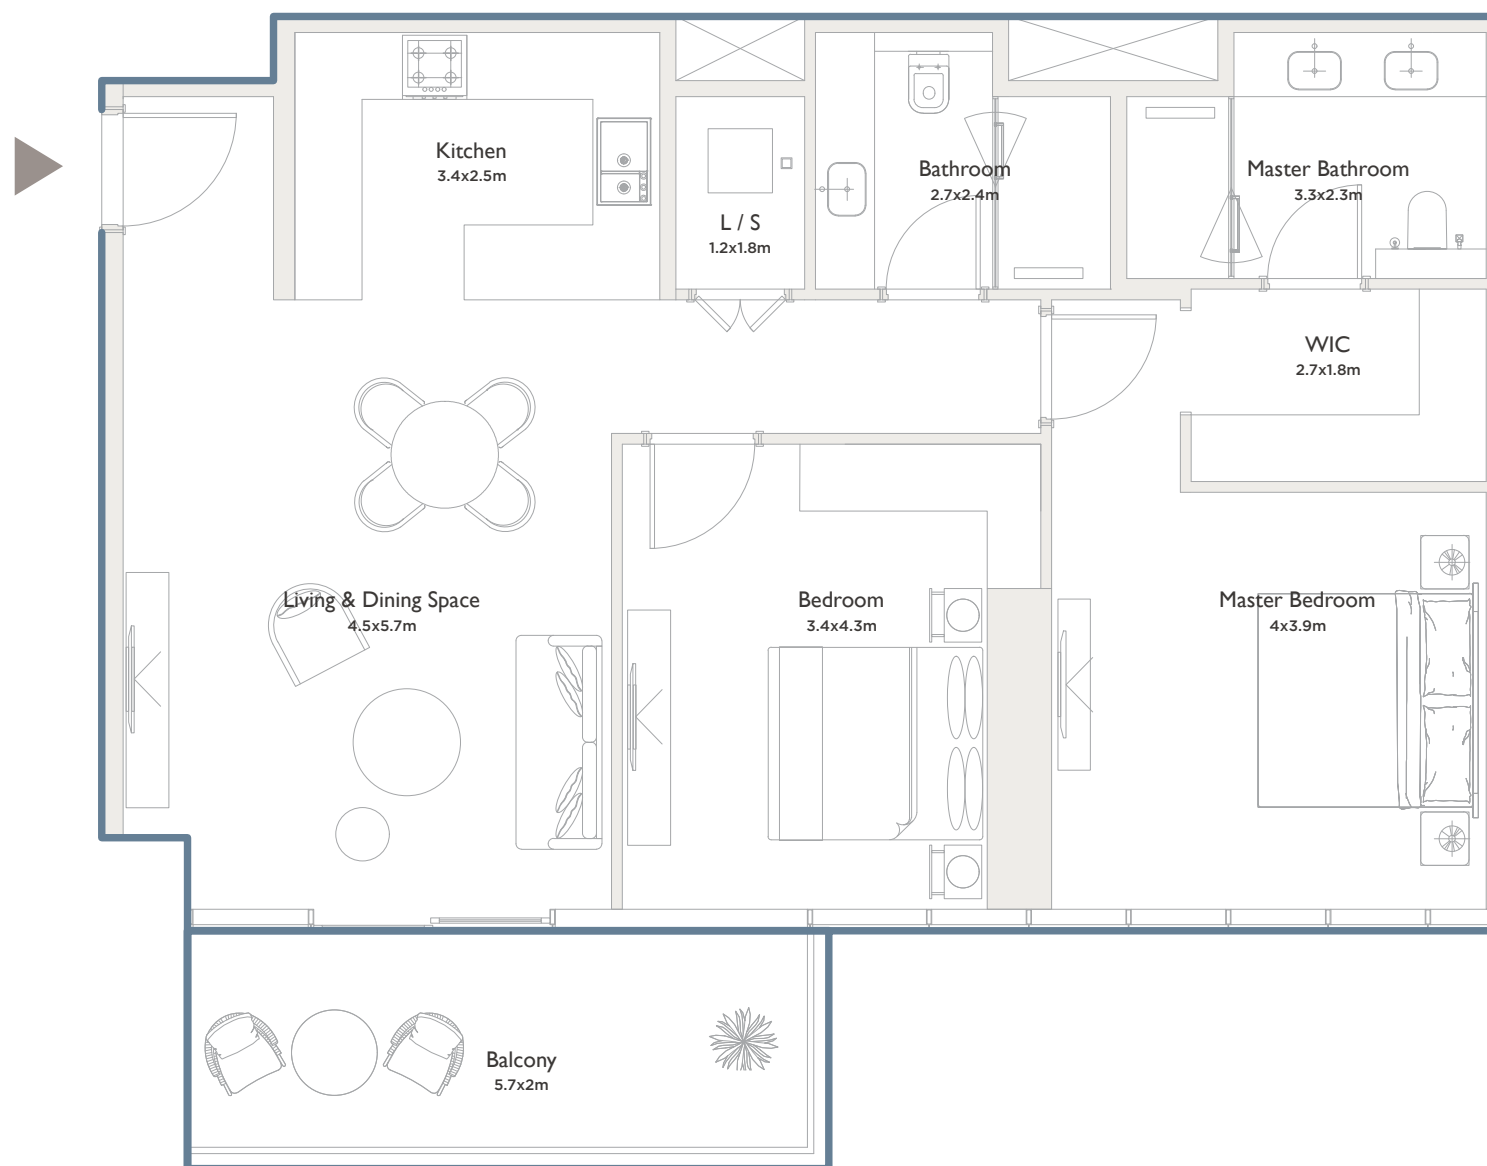 Kitchen
3.4x2.5m
L / S
1.2x1.8m
Bathroom
2.7x2.4m
Master Bathroom
3.3x2.3m
WIC
2.7x1.8m
Living & Dining Space
4.5x5.7m
Bedroom
3.4x4.3m
Master Bedroom
4x3.9m
Balcony
5.7x2m